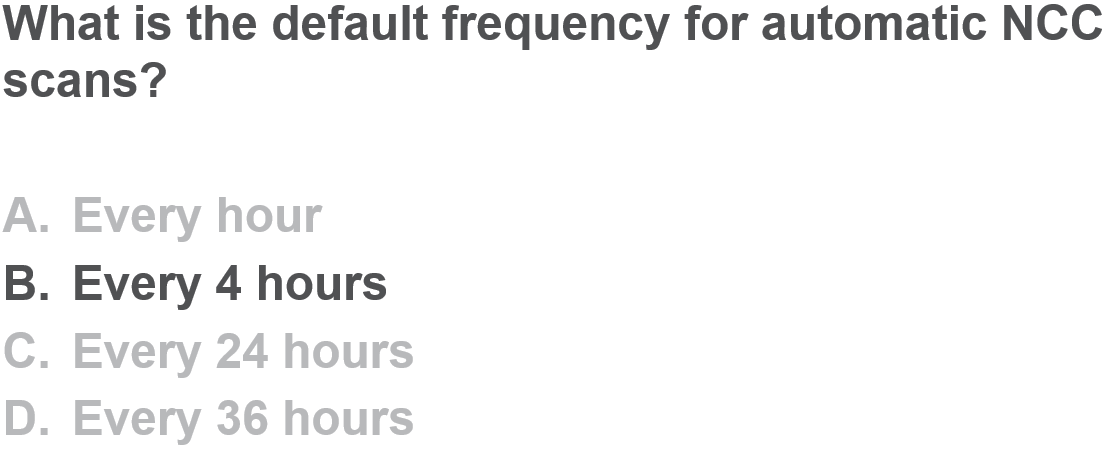 What is the default frequency for automatic NCC
scans?
A. Every hour
B. Every 4 hours
C. Every 24 hours
D. Every 36 hours